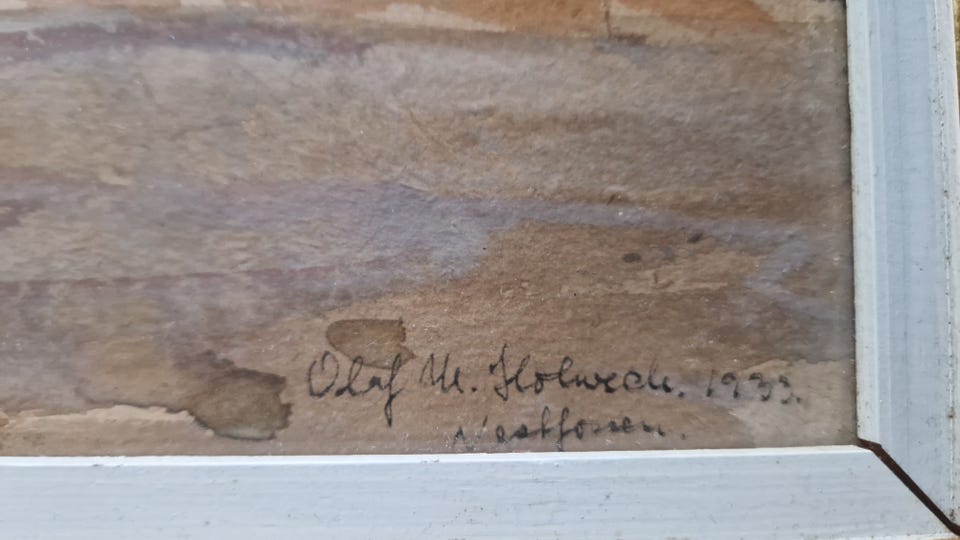 Olaf M. Holwech. 1933.
Vestfossen.